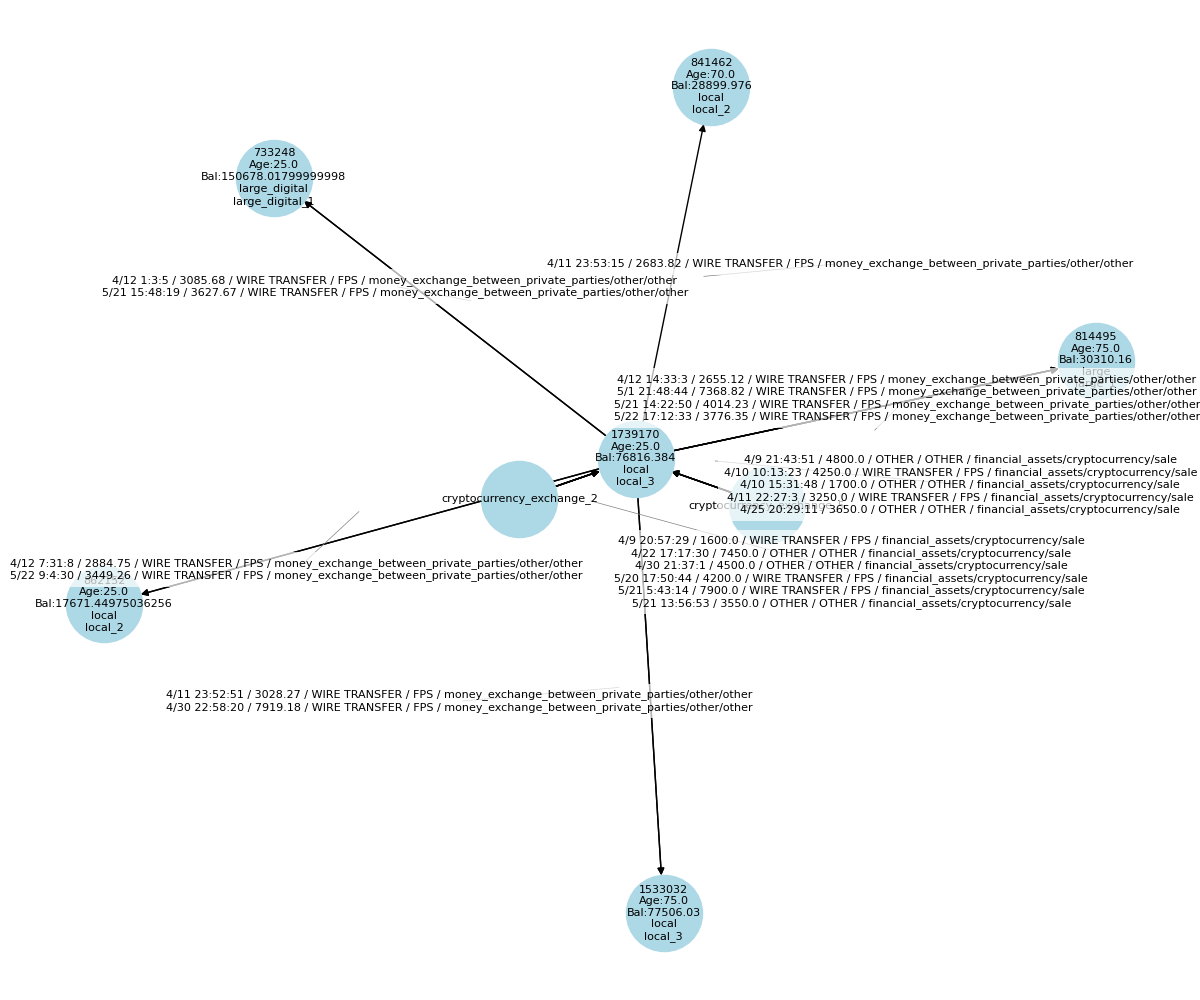 841462
Age:70.0
Bal:28899.976
local
local_2
733248
Age:25.0
Bal:150678.01799999998
large_digital
large_digital_1
4/11 23:53:15 / 2683.82 / WIRE TRANSFER / FPS / money_exchange_between_private_parties/other/other
4/12 1:3:5 / 3085.68 / WIRE TRANSFER / FPS / money_exchange_between_private_parties/other/other
5/21 15:48:19 / 3627.67 / WIRE TRANSFER / FPS / money_exchange_between_private_parties/other/other
814495
Age:75.0
Bal:30310.16
large
4/12 14:33:3 / 2655.12 / WIRE TRANSFER / FPS / money_exchange_between_private_parties/other/other
5/1 21:48:44 / 7368.82 / WIRE TRANSFER / FPS / money_exchange_between_private_parties/other/other
5/21 14:22:50 / 4014.23 / WIRE TRANSFER / FPS / money_exchange_between_private_parties/other/other
5/22 17:12:33 / 3776.35 / WIRE TRANSFER / FPS / money_exchange_between_private_parties/other/other
1739170
Age:25.0
Bal:76816.384
local
local_3
4/9 21:43:51 / 4800.0 / OTHER / OTHER / financial_assets/cryptocurrency/sale
4/10 10:13:23 / 4250.0 / WIRE TRANSFER / FPS / financial_assets/cryptocurrency/sale
4/10 15:31:48 / 1700.0 / OTHER / OTHER / financial_assets/cryptocurrency/sale
4/11 22:27:3 / 3250.0 / WIRE TRANSFER / FPS / financial_assets/cryptocurrency/sale
4/25 20:29:11 / 3650.0 / OTHER / OTHER / financial_assets/cryptocurrency/sale
cryptocurrency_exchange_2
4/9 20:57:29 / 1600.0 / WIRE TRANSFER / FPS / financial_assets/cryptocurrency/sale
4/22 17:17:30 / 7450.0 / OTHER / OTHER / financial_assets/cryptocurrency/sale
4/30 21:37:1 / 4500.0 / OTHER / OTHER / financial_assets/cryptocurrency/sale
5/20 17:50:44 / 4200.0 / WIRE TRANSFER / FPS / financial_assets/cryptocurrency/sale
5/21 5:43:14 / 7900.0 / WIRE TRANSFER / FPS / financial_assets/cryptocurrency/sale
5/21 13:56:53 / 3550.0 / OTHER / OTHER / financial_assets/cryptocurrency/sale
4/12 7:31:8 / 2884.75 / WIRE TRANSFER / FPS / money_exchange_between_private_parties/other/other
5/22 9:4:30 / 3449.26 / WIRE TRANSFER / FPS / money_exchange_between_private_parties/other/other
Age:25.0
Bal:17671.44975036256
local
local_2
4/11 23:52:51 / 3028.27 / WIRE TRANSFER / FPS / money_exchange_between_private_parties/other/other
4/30 22:58:20 / 7919.18 / WIRE TRANSFER / FPS / money_exchange_between_private_parties/other/other
1533032
Age:75.0
Bal:77506.03
local
local_3